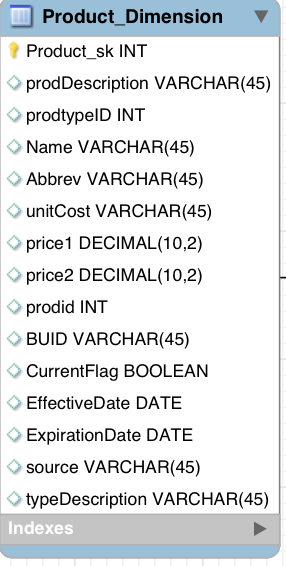 Product_Dimension
Product_sk INT
prodDescription VARCHAR(45)
prodtypeID INT
Name VARCHAR(45)
Abbrev VARCHAR(45)
unitCost VARCHAR(45)
price1 DECIMAL(10,2)
price2 DECIMAL(10,2)
prodid INT
BUID VARCHAR(45)
CurrentFlag BOOLEAN
EffectiveDate DATE
ExpirationDate DATE
source VARCHAR(45)
typeDescription VARCHAR(45)
Indexes